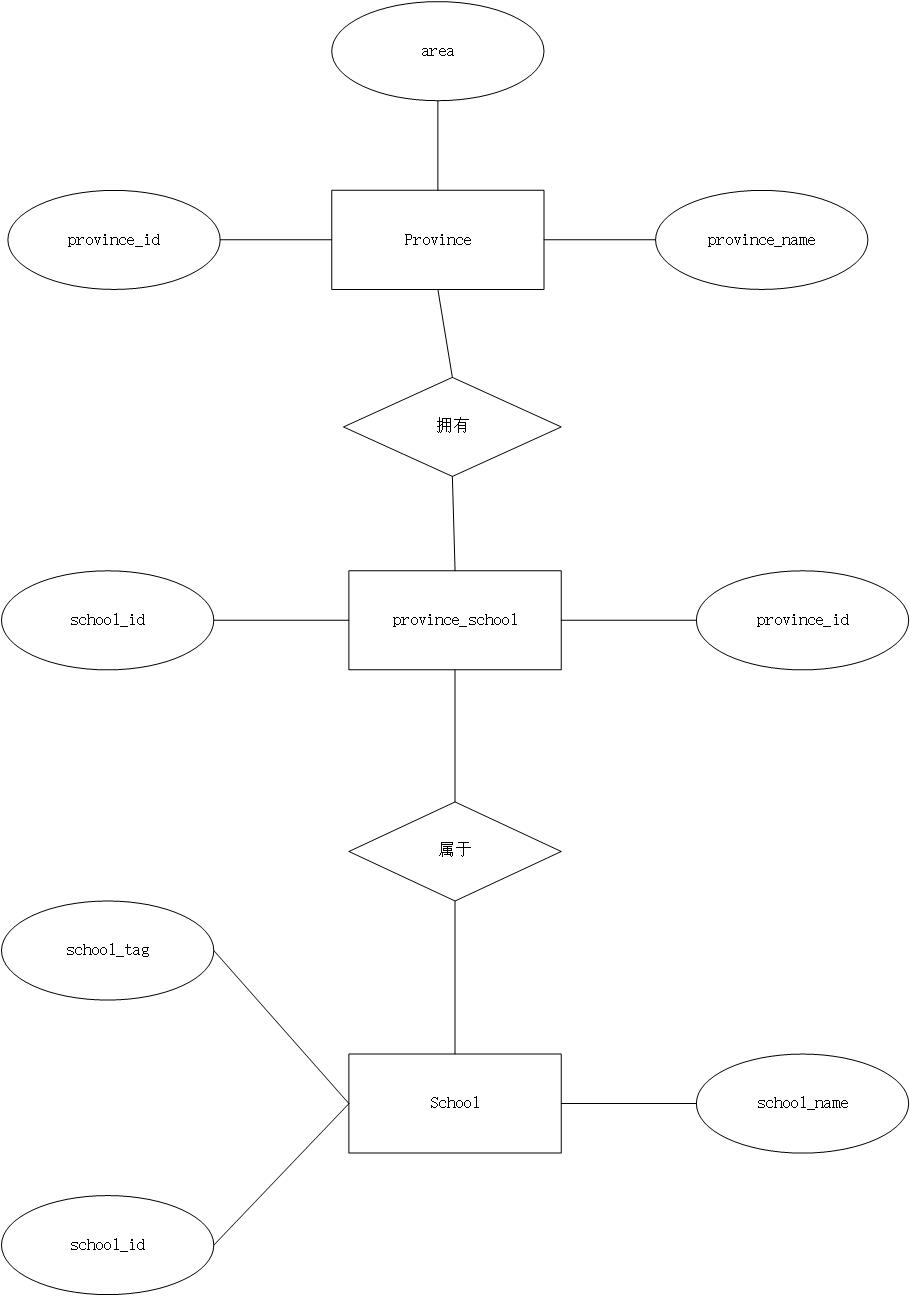 area
province_id
Province
province_name
拥有
school_id
province_school
province_id
属于
school_tag
School
school_name
school_id